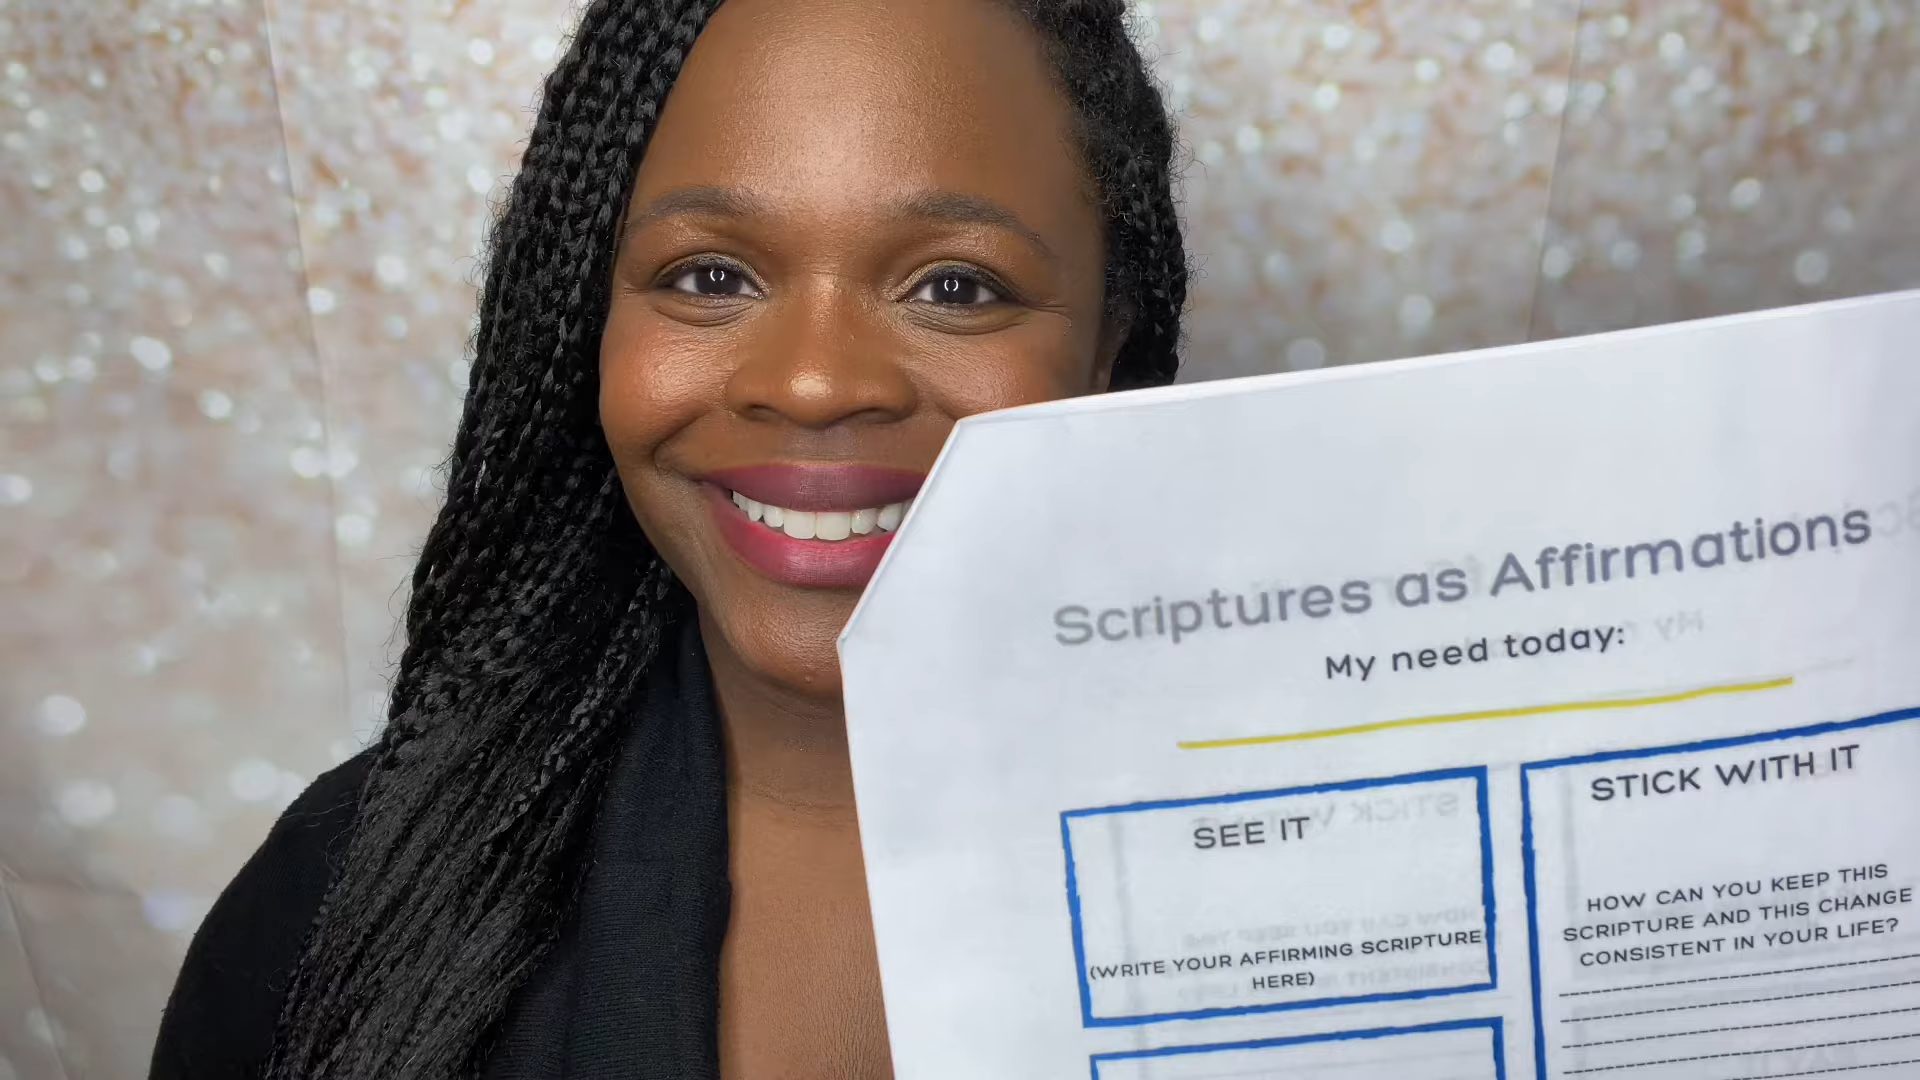 Scriptures as Affirmations
My need today:
SEE IT
(WRITE YOUR AFFIRMING SCRIPTURE
HERE)
STICK WITH IT
HOW CAN YOU KEEP THIS
SCRIPTURE AND THIS CHANGE
CONSISTENT IN YOUR LIFE?